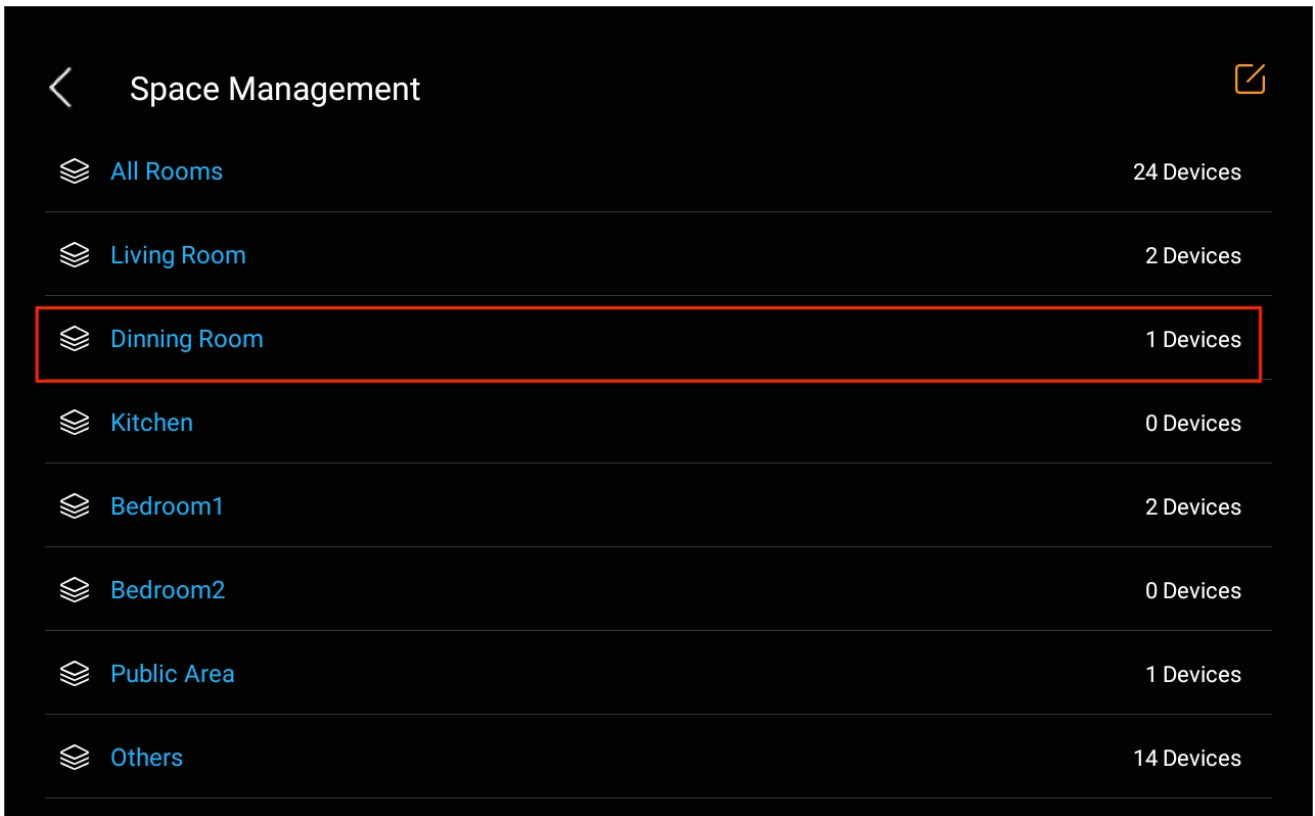 Space Management
All Rooms 24 Devices
Living Room 2 Devices
Dinning Room 1 Devices
Kitchen 0 Devices
Bedroom1 2 Devices
Bedroom2 0 Devices
Public Area 1 Devices
Others 14 Devices